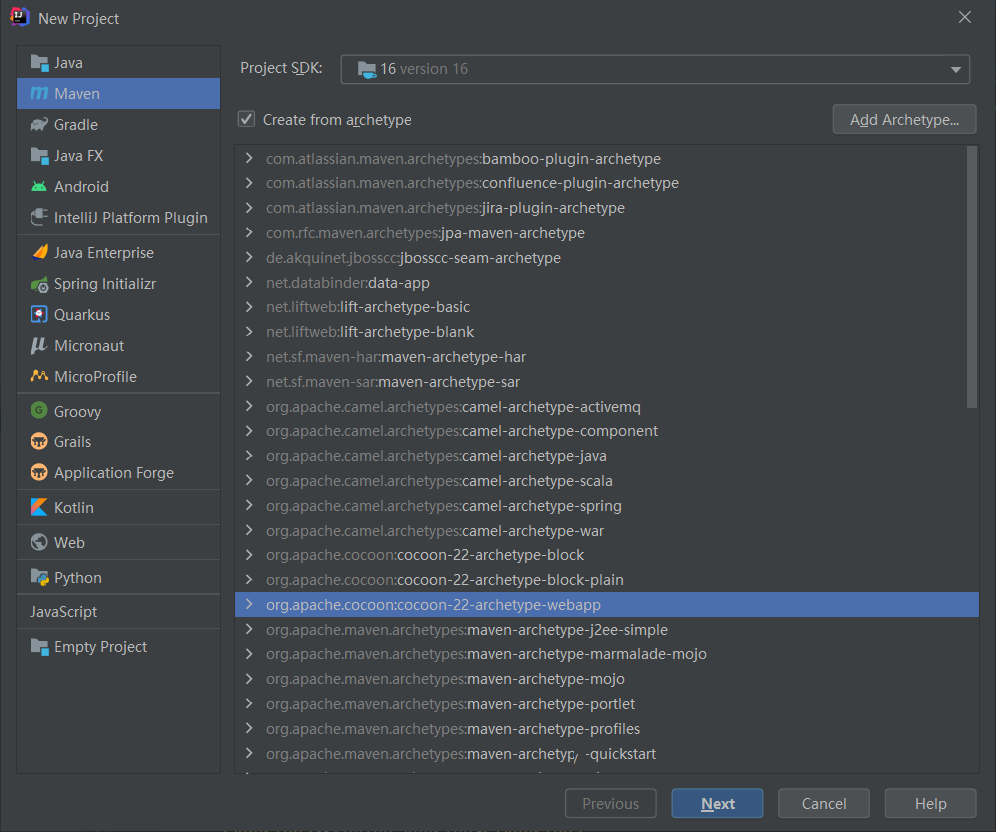 New Project
Java
Maven
Gradle
Java FX
Android
IntelliJ Platform Plugin
Java Enterprise
Spring Initializr
Quarkus
Micronaut
MicroProfile
Groovy
Grails
Application Forge
Kotlin
Web
Python
JavaScript
Empty Project
Project SDK:
16 version 16
Create from archetype
Add Archetype...
com.atlassian.maven.archetypes:bamboo-plugin-archetype
com.atlassian.maven.archetypes:confluence-plugin-archetype
com.atlassian.maven.archetypes:jira-plugin-archetype
com.rfc.maven.archetypes:jpa-maven-archetype
de.akquinet.jbosscc:jbosscc-seam-archetype
net.databinder:data-app
net.liftweb:lift-archetype-basic
net.liftweb:lift-archetype-blank
net.sf.maven-har:maven-archetype-har
net.sf.maven-sar:maven-archetype-sar
org.apache.camel.archetypes:camel-archetype-activemq
org.apache.camel.archetypes:camel-archetype-component
org.apache.camel.archetypes:camel-archetype-java
org.apache.camel.archetypes:camel-archetype-scala
org.apache.camel.archetypes:camel-archetype-spring
org.apache.camel.archetypes:camel-archetype-war
org.apache.cocoon:cocoon-22-archetype-block
org.apache.cocoon:cocoon-22-archetype-block-plain
org.apache.cocoon:cocoon-22-archetype-webapp
org.apache.maven.archetypes:maven-archetype-j2ee-simple
org.apache.maven.archetypes:maven-archetype-marmalade-mojo
org.apache.maven.archetypes:maven-archetype-mojo
org.apache.maven.archetypes:maven-archetype-portlet
org.apache.maven.archetypes:maven-archetype-profiles
org.apache.maven.archetypes:maven-archetyp -quickstart
Previous
Next
Cancel
Help